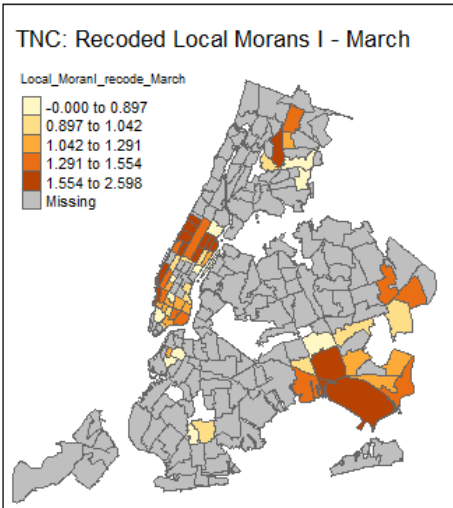 TNC: Recoded Local Morans I - March
Local_MoranI_recode_March
-0.000 to 0.897
0.897 to 1.042
1.042 to 1.291
1.291 to 1.554
1.554 to 2.598
Missing